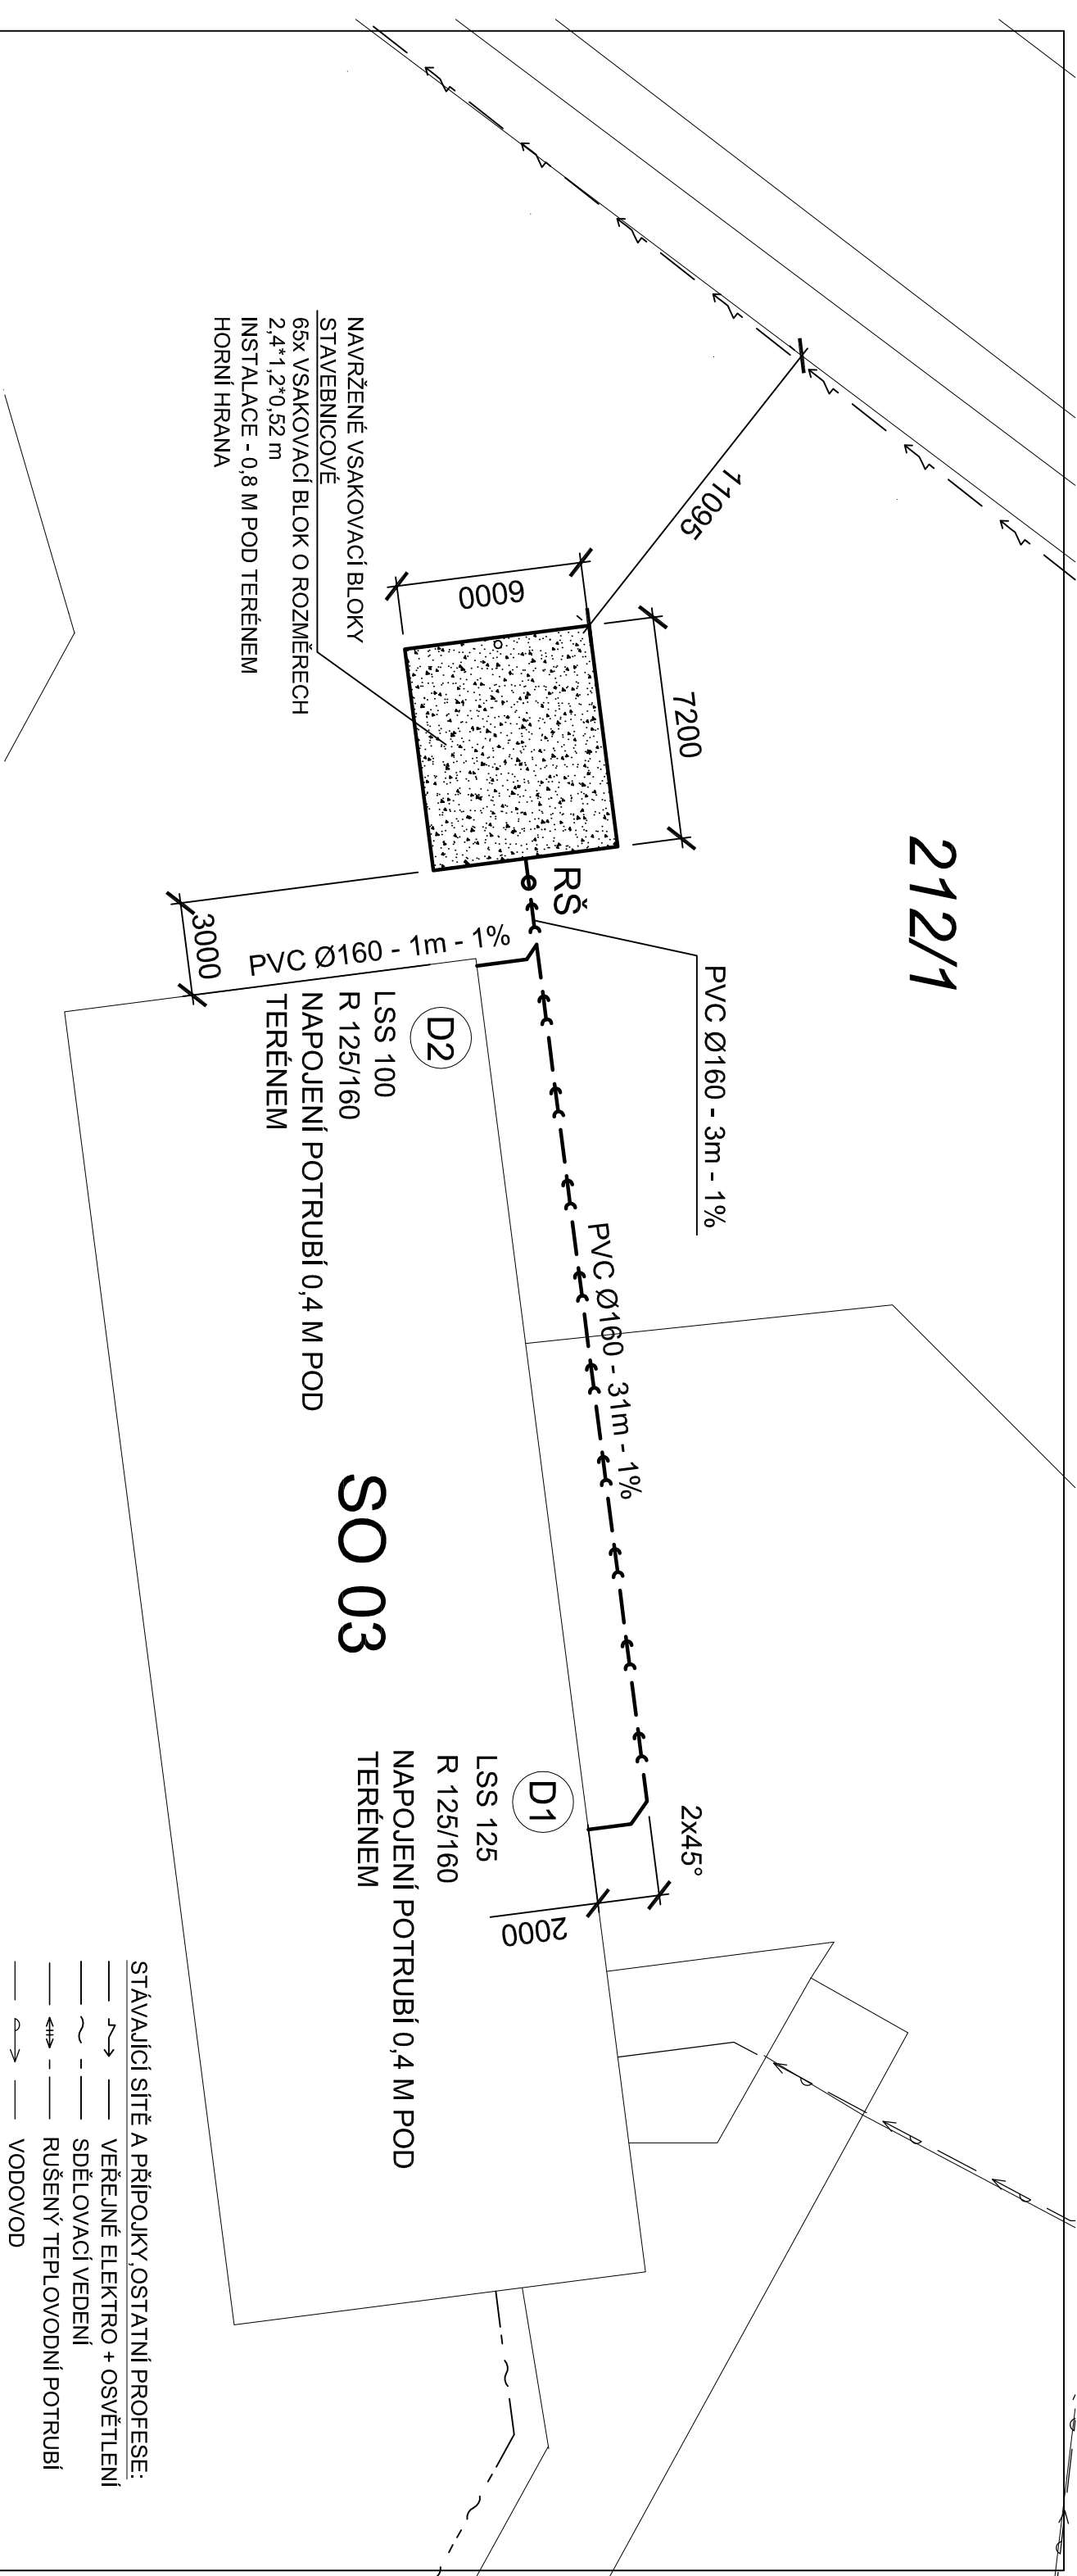 212/1
11095
7200
6000
NAVRŽENÉ VSAKOVACÍ BLOKY
STAVEBNICOVÉ
65x VSAKOVACÍ BLOK O ROZMĚRECH
2,4*1,2*0,52 m
INSTALACE - 0,8 M POD TERÉNEM
HORNÍ HRANA
RŠ
PVC Ø160 - 3m - 1%
3000
PVC Ø160 - 1m - 1%
D2
LSS 100
R 125/160
NAPOJENÍ POTRUBÍ 0,4 M POD
TERÉNEM
PVC Ø160 - 31m - 1%
SO 03
2x45°
2000
D1
LSS 125
R 125/160
NAPOJENÍ POTRUBÍ 0,4 M POD
TERÉNEM
STÁVAJÍCÍ SÍTĚ A PŘÍPOJKY,OSTATNÍ PROFESE:
VEŘEJNÉ ELEKTRO + OSVĚTLENÍ
SDĚLOVACÍ VEDENÍ
RUŠENÝ TEPLOVODNÍ POTRUBÍ
VODOVOD